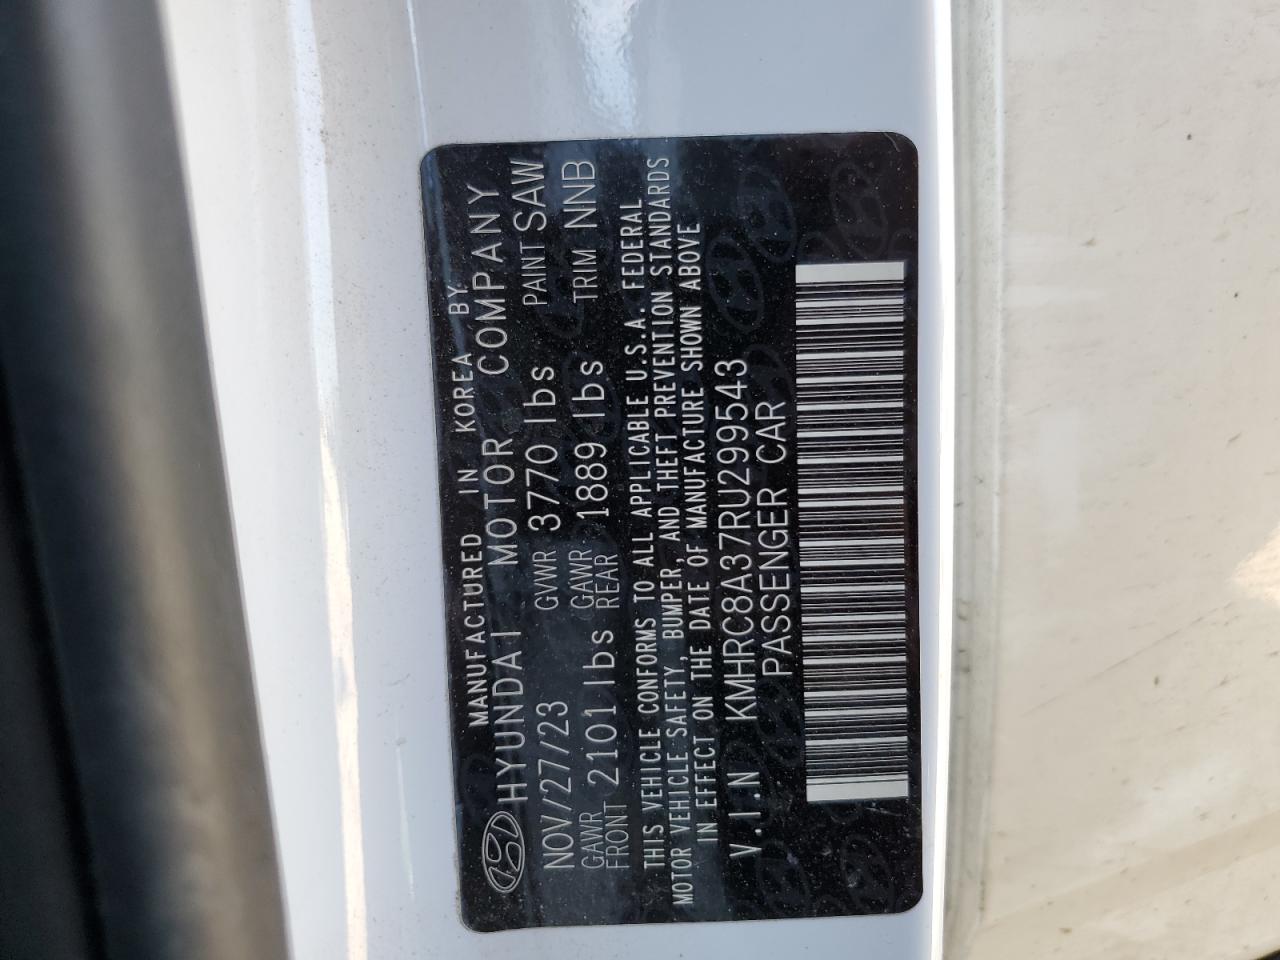 MANUFACTURED IN KOREA BY
HYUNDAI MOTOR COMPANY
NOV/27/23 GVWR 3770 lbs PAINT SAW
GAWR FRONT 2101 lbs GAWR REAR 1889 lbs TRIM NNB
THIS VEHICLE CONFORMS TO ALL APPLICABLE U.S.A. FEDERAL
MOTOR VEHICLE SAFETY, BUMPER, AND THEFT PREVENTION STANDARDS
IN EFFECT ON THE DATE OF MANUFACTURE SHOWN ABOVE
V.I.N KMHRC8A37RU299543
PASSENGER CAR